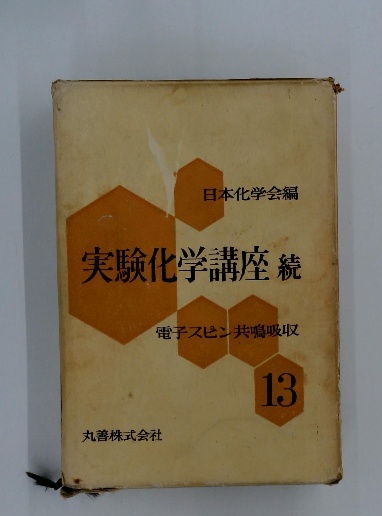 日本化学会編
実験化学講座 続
電子スピン共鳴吸収
13
丸善株式会社